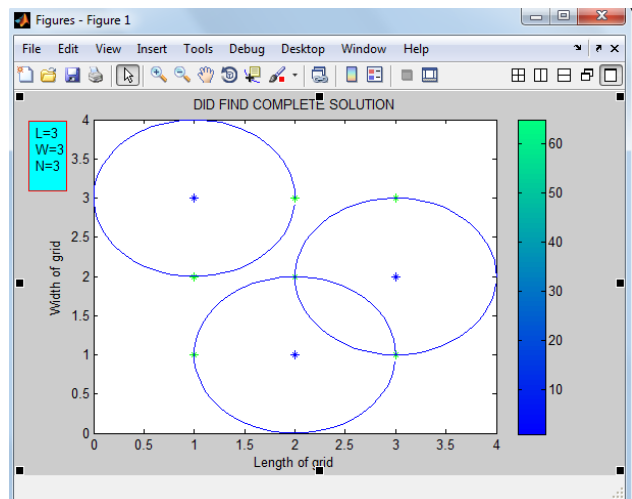 Figures - Figure 1
File Edit View Insert Tools Debug Desktop Window Help
DID FIND COMPLETE SOLUTION
L=3
W=3
N=3
Width of grid
4
3.5
3
2.5
2
1.5
1
0.5
0
0 0.5 1 1.5 2 2.5 3 3.5 4
Length of grid
60
50
40
30
20
10